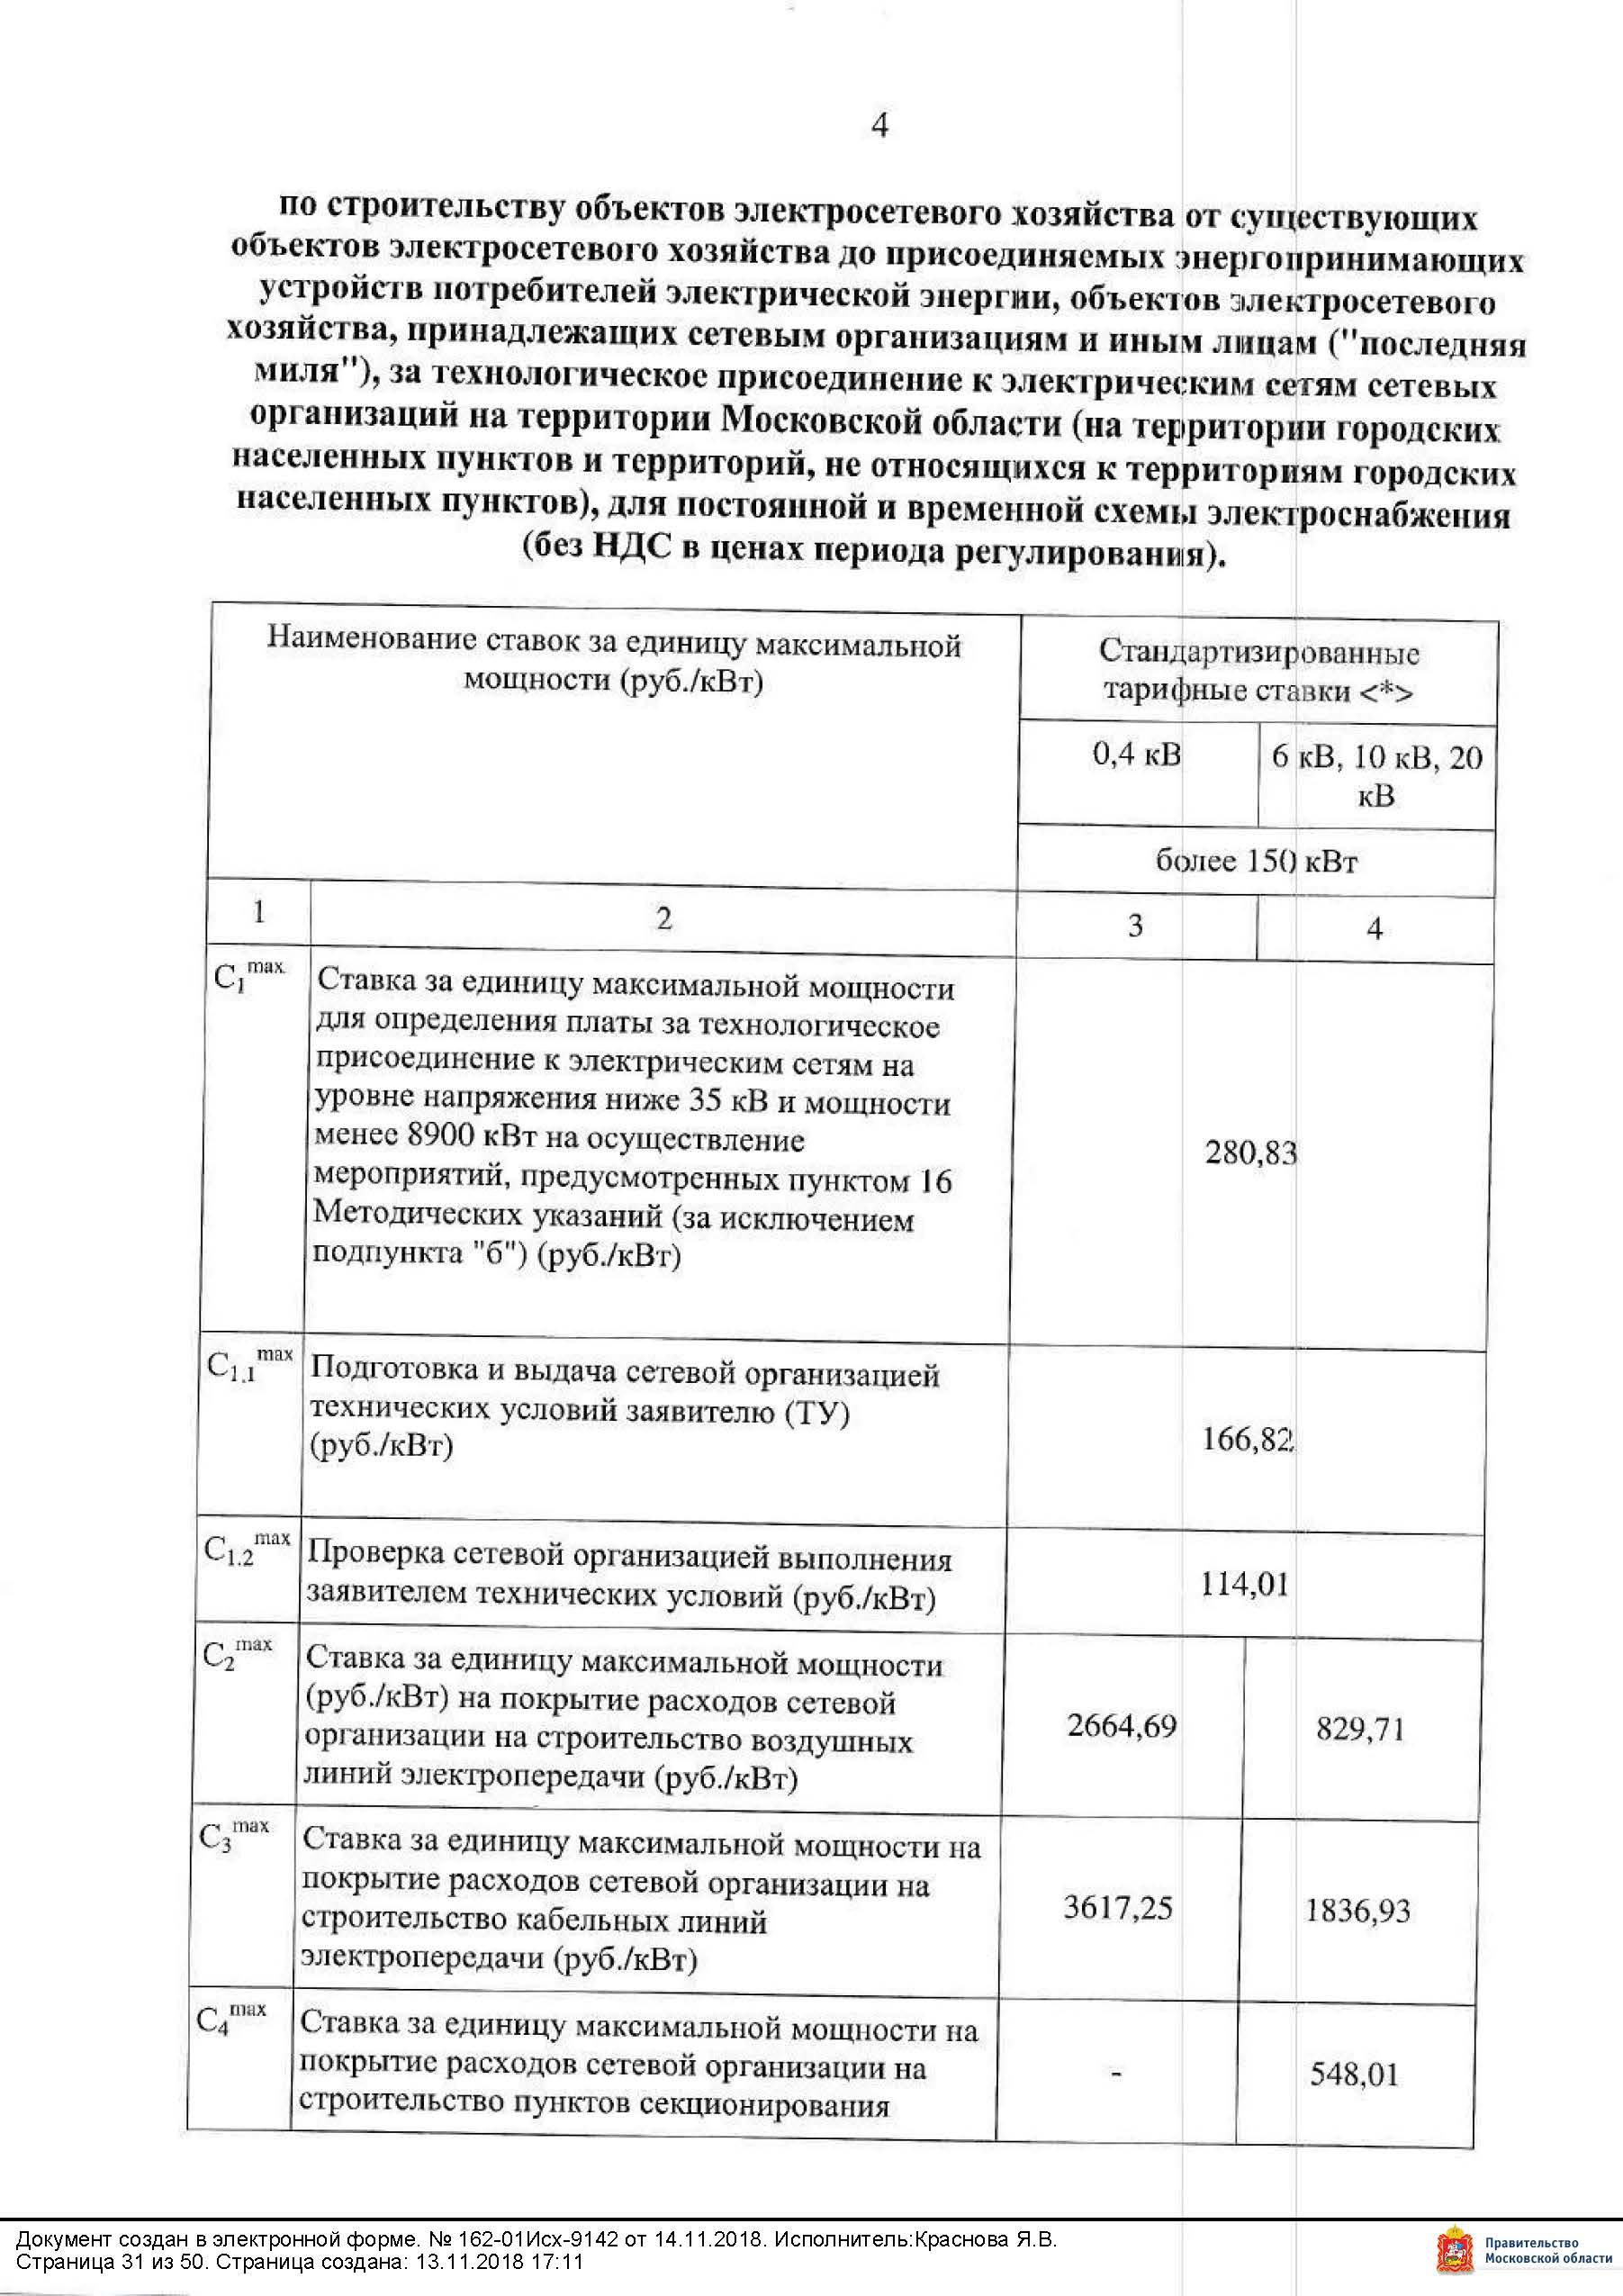 4
по строительству объектов электросетевого хозяйства от существующих
объектов электросетевого хозяйства до присоединяемых энергопринимающих
устройств потребителей электрической энергии, объектов электросетевого
хозяйства, принадлежащих сетевым организациям и иным лицам ("последняя
миля"), за технологическое присоединение к электрическим сетям сетевых
организаций на территории Московской области (на территории городских
населенных пунктов и территорий, не относящихся к территориям городских
населенных пунктов), для постоянной и временной схемы электроснабжения
(без НДС в ценах периода регулирования).
Наименование ставок за единицу максимальной
мощности (руб./кВт)
Стандартизированные
тарифные ставки <*>
0,4 кВ
6 кВ, 10 кВ, 20
кВ
более 150 кВт
1 2 3 4
C1max
Ставка за единицу максимальной мощности
для определения платы за технологическое
присоединение к электрическим сетям на
уровне напряжения ниже 35 кВ и мощности
менее 8900 кВт на осуществление
мероприятий, предусмотренных пунктом 16
Методических указаний (за исключением
подпункта "б") (руб./кВт)
280,83
C1.1max
Подготовка и выдача сетевой организацией
технических условий заявителю (ТУ)
(руб./кВт)
166,82
C1.2max
Проверка сетевой организацией выполнения
заявителем технических условий (руб./кВт)
114,01
C2max
Ставка за единицу максимальной мощности
(руб./кВт) на покрытие расходов сетевой
организации на строительство воздушных
линий электропередачи (руб./кВт)
2664,69
829,71
C3max
Ставка за единицу максимальной мощности на
покрытие расходов сетевой организации на
строительство кабельных линий
электропередачи (руб./кВт)
3617,25
1836,93
C4max
Ставка за единицу максимальной мощности на
покрытие расходов сетевой организации на
строительство пунктов секционирования
-
548,01
Документ создан в электронной форме. № 162-01Исх-9142 от 14.11.2018. Исполнитель:Краснова Я.В.
Страница 31 из 50. Страница создана: 13.11.2018 17:11
Правительство
Московской области